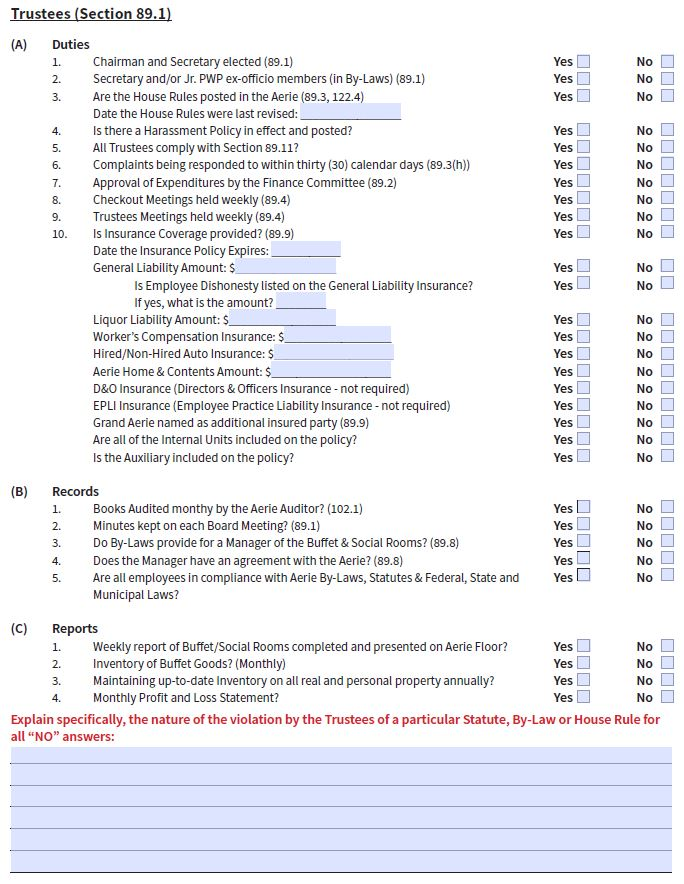 Trustees (Section 89.1)
(A) Duties
1. Chairman and Secretary elected (89.1) Yes No
2. Secretary and/or Jr. PWP ex-officio members (in By-Laws) (89.1) Yes No
3. Are the House Rules posted in the Aerie (89.3, 122.4) Yes No
Date the House Rules were last revised:
4. Is there a Harassment Policy in effect and posted? Yes No
5. All Trustees comply with Section 89.11? Yes No
6. Complaints being responded to within thirty (30) calendar days (89.3(h)) Yes No
7. Approval of Expenditures by the Finance Committee (89.2) Yes No
8. Checkout Meetings held weekly (89.4) Yes No
9. Trustees Meetings held weekly (89.4) Yes No
10. Is Insurance Coverage provided? (89.9) Yes No
Date the Insurance Policy Expires:
General Liability Amount: $ Yes No
Is Employee Dishonesty listed on the General Liability Insurance? Yes No
If yes, what is the amount?
Liquor Liability Amount: $ Yes No
Worker's Compensation Insurance: $ Yes No
Hired/Non-Hired Auto Insurance: $ Yes No
Aerie Home & Contents Amount: $ Yes No
D&O Insurance (Directors & Officers Insurance - not required) Yes No
EPLI Insurance (Employee Practice Liability Insurance - not required) Yes No
Grand Aerie named as additional insured party (89.9) Yes No
Are all of the Internal Units included on the policy? Yes No
Is the Auxiliary included on the policy? Yes No
(B) Records
1. Books Audited monthy by the Aerie Auditor? (102.1) Yes No
2. Minutes kept on each Board Meeting? (89.1) Yes No
3. Do By-Laws provide for a Manager of the Buffet & Social Rooms? (89.8) Yes No
4. Does the Manager have an agreement with the Aerie? (89.8) Yes No
5. Are all employees in compliance with Aerie By-Laws, Statutes & Federal, State and Yes No
Municipal Laws?
(C) Reports
1. Weekly report of Buffet/Social Rooms completed and presented on Aerie Floor? Yes No
2. Inventory of Buffet Goods? (Monthly) Yes No
3. Maintaining up-to-date Inventory on all real and personal property annually? Yes No
4. Monthly Profit and Loss Statement? Yes No
Explain specifically, the nature of the violation by the Trustees of a particular Statute, By-Law or House Rule for
all “NO” answers: